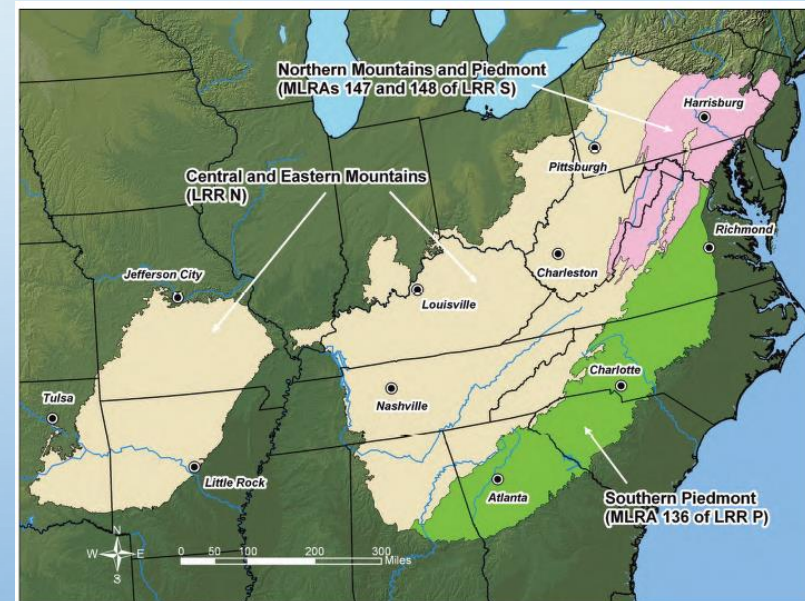 Northern Mountains and Piedmont
(MLRAs 147 and 148 of LRR S)
Harrisburg
Pittsburgh
Central and Eastern Mountains
(LRR N)
Richmond
Jefferson City
Charleston
Louisville
Charlotte
Nashville
Tulsa
Little Rock
Atlanta
Southern Piedmont
(MLRA 136 of LRR P)
N
W E
S
0 50 100 200 300
Miles